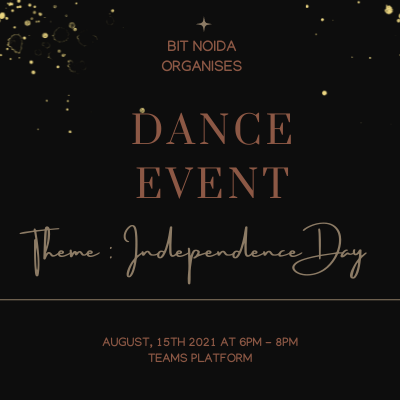 BIT NOIDA
ORGANISES
DANCE
EVENT
Theme : Independence Day
AUGUST, 15TH 2021 AT 6PM - 8PM
TEAMS PLATFORM